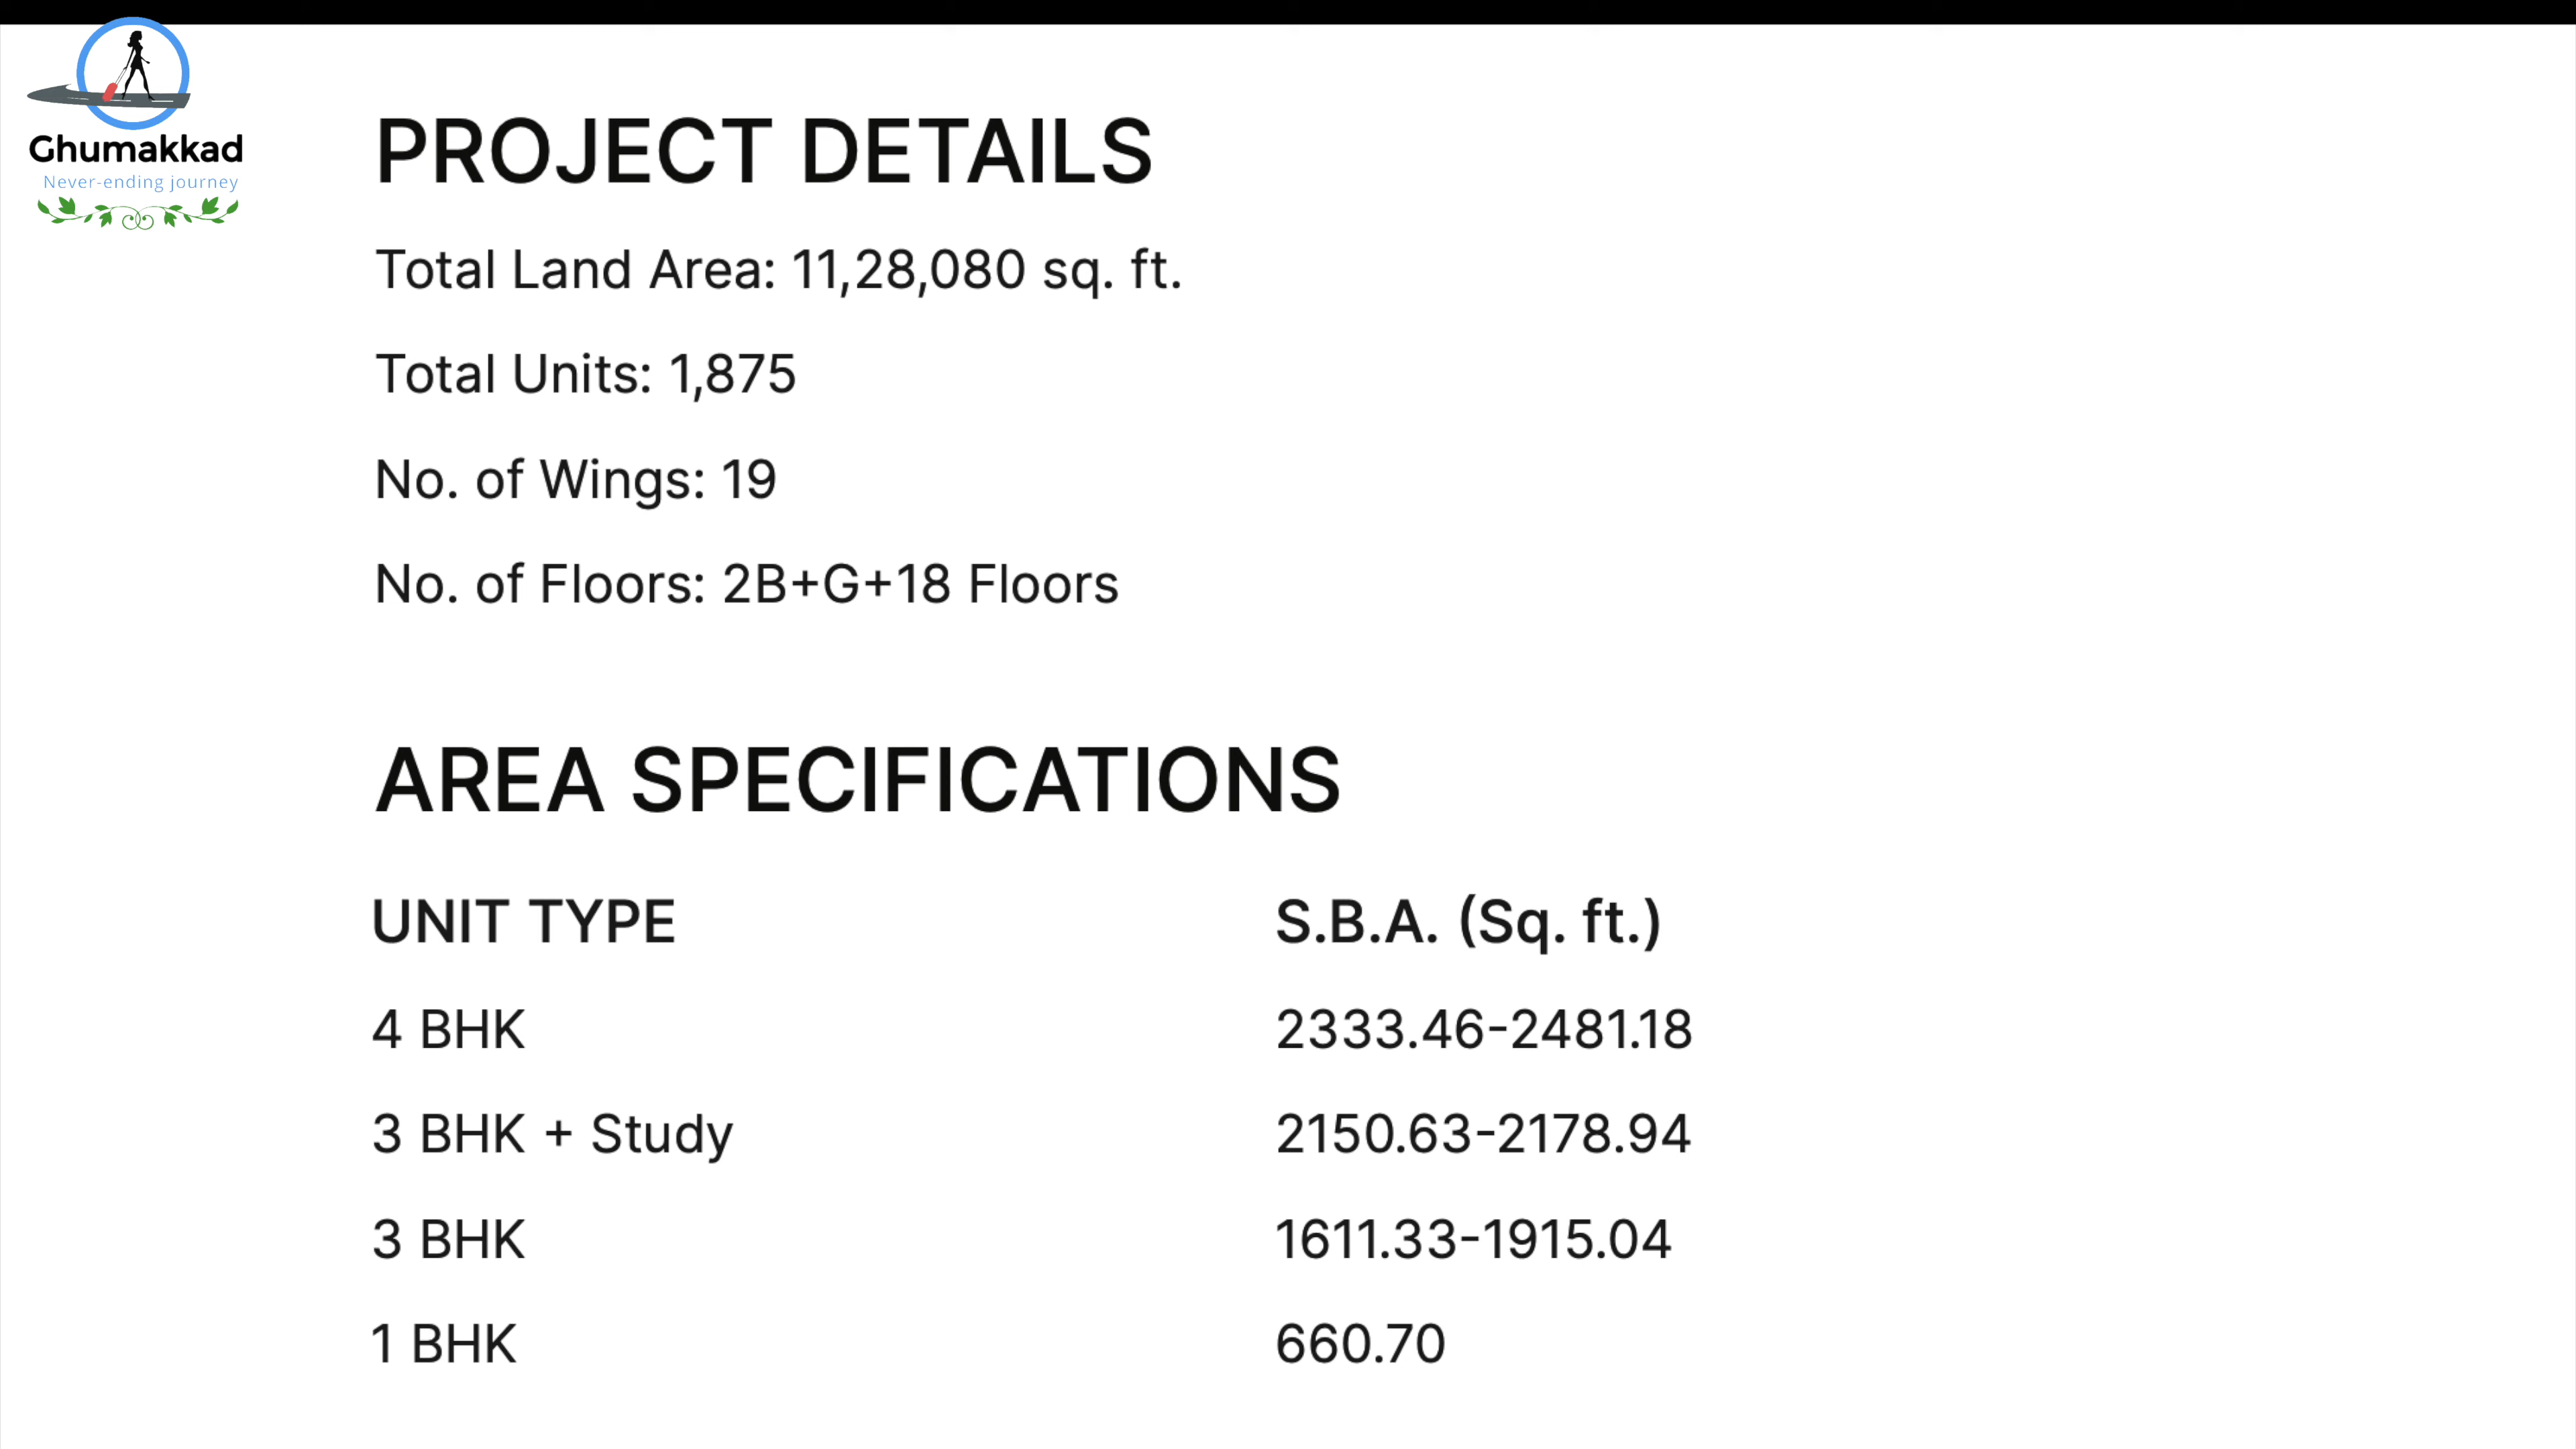 Ghumakkad
Never-ending journey
PROJECT DETAILS
Total Land Area: 11,28,080 sq. ft.
Total Units: 1,875
No. of Wings: 19
No. of Floors: 2B+G+18 Floors
AREA SPECIFICATIONS
UNIT TYPE S.B.A. (Sq. ft.)
4 BHK 2333.46-2481.18
3 BHK + Study 2150.63-2178.94
3 BHK 1611.33-1915.04
1 BHK 660.70